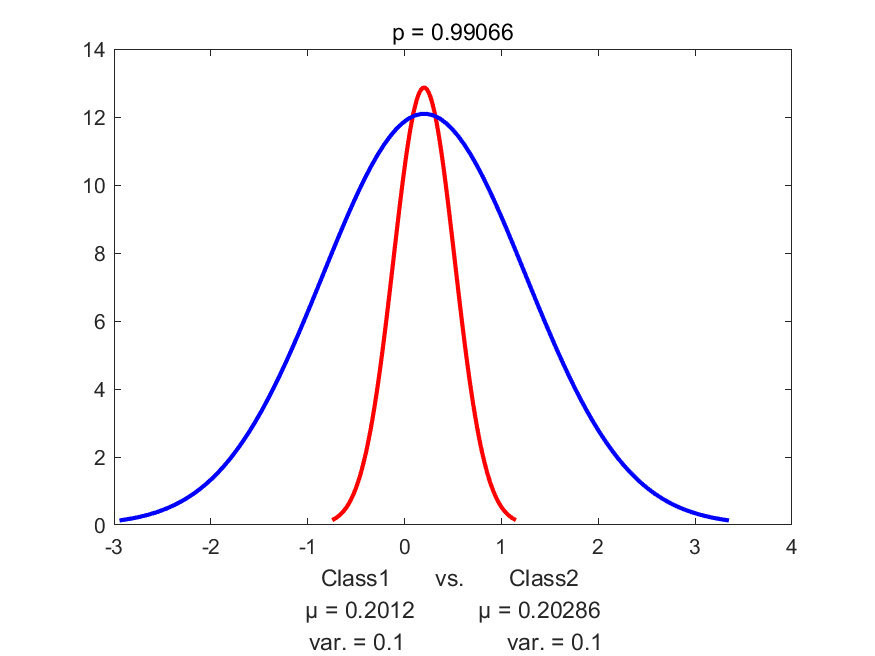 p = 0.99066
14
12
10
8
6
4
2
0
-3 -2 -1 0 1 2 3 4
Class1 vs. Class2
μ = 0.2012 μ = 0.20286
var. = 0.1 var. = 0.1